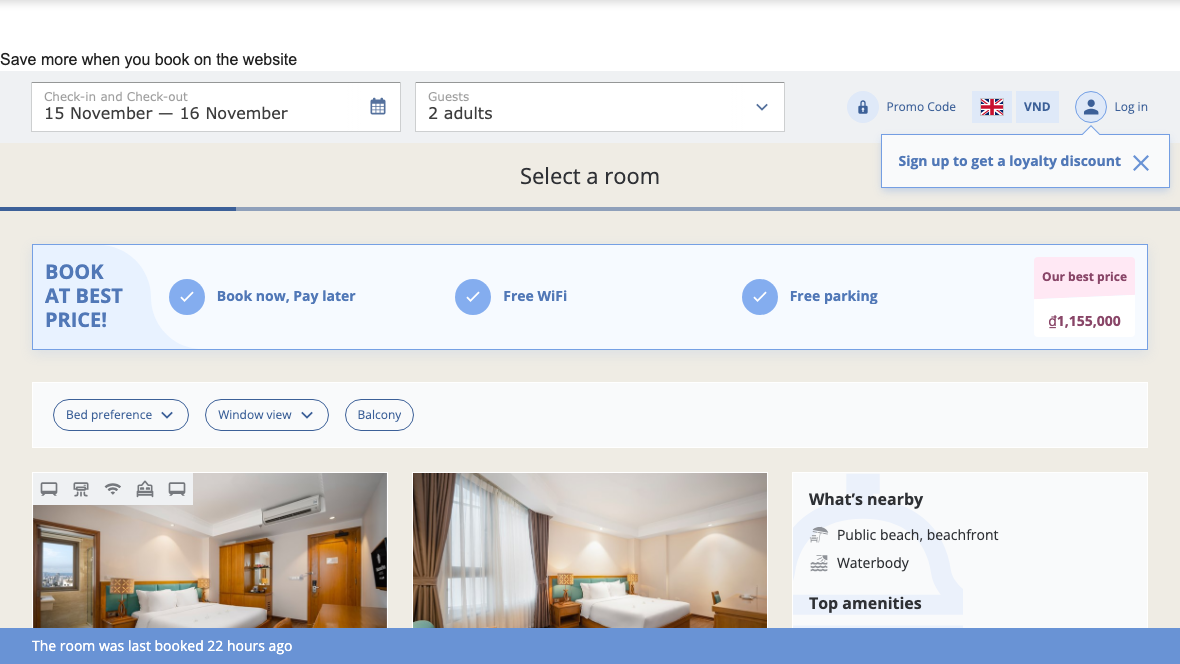 Save more when you book on the website
Check-in and Check-out
15 November — 16 November
Guests
2 adults
Promo Code
VND
Log in
Sign up to get a loyalty discount
Select a room
BOOK
AT BEST
PRICE!
Book now, Pay later
Free WiFi
Free parking
Our best price
₫1,155,000
Bed preference
Window view
Balcony
What's nearby
Public beach, beachfront
Waterbody
Top amenities
The room was last booked 22 hours ago